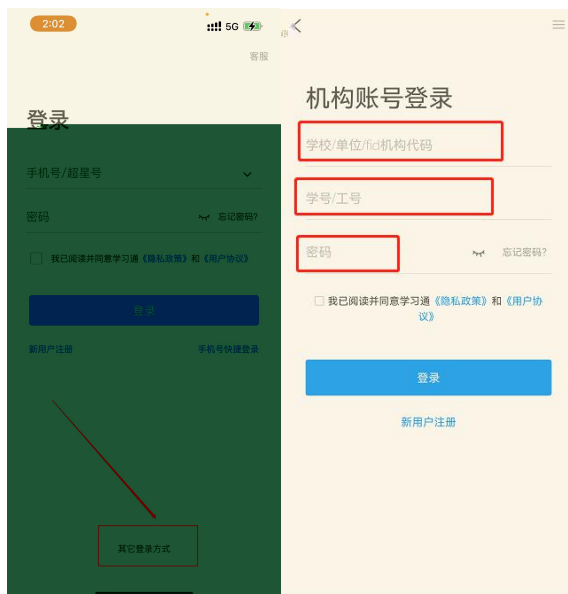 2:02
5G
客服
登录
手机号/超星号
密码
忘记密码?
我已阅读并同意学习通《隐私政策》和《用户协议》
登录
新用户注册
手机号快捷登录
其它登录方式
机构账号登录
学校/单位/fid机构代码
学号/工号
密码
忘记密码?
我已阅读并同意学习通《隐私政策》和《用户协
议》
登录
新用户注册